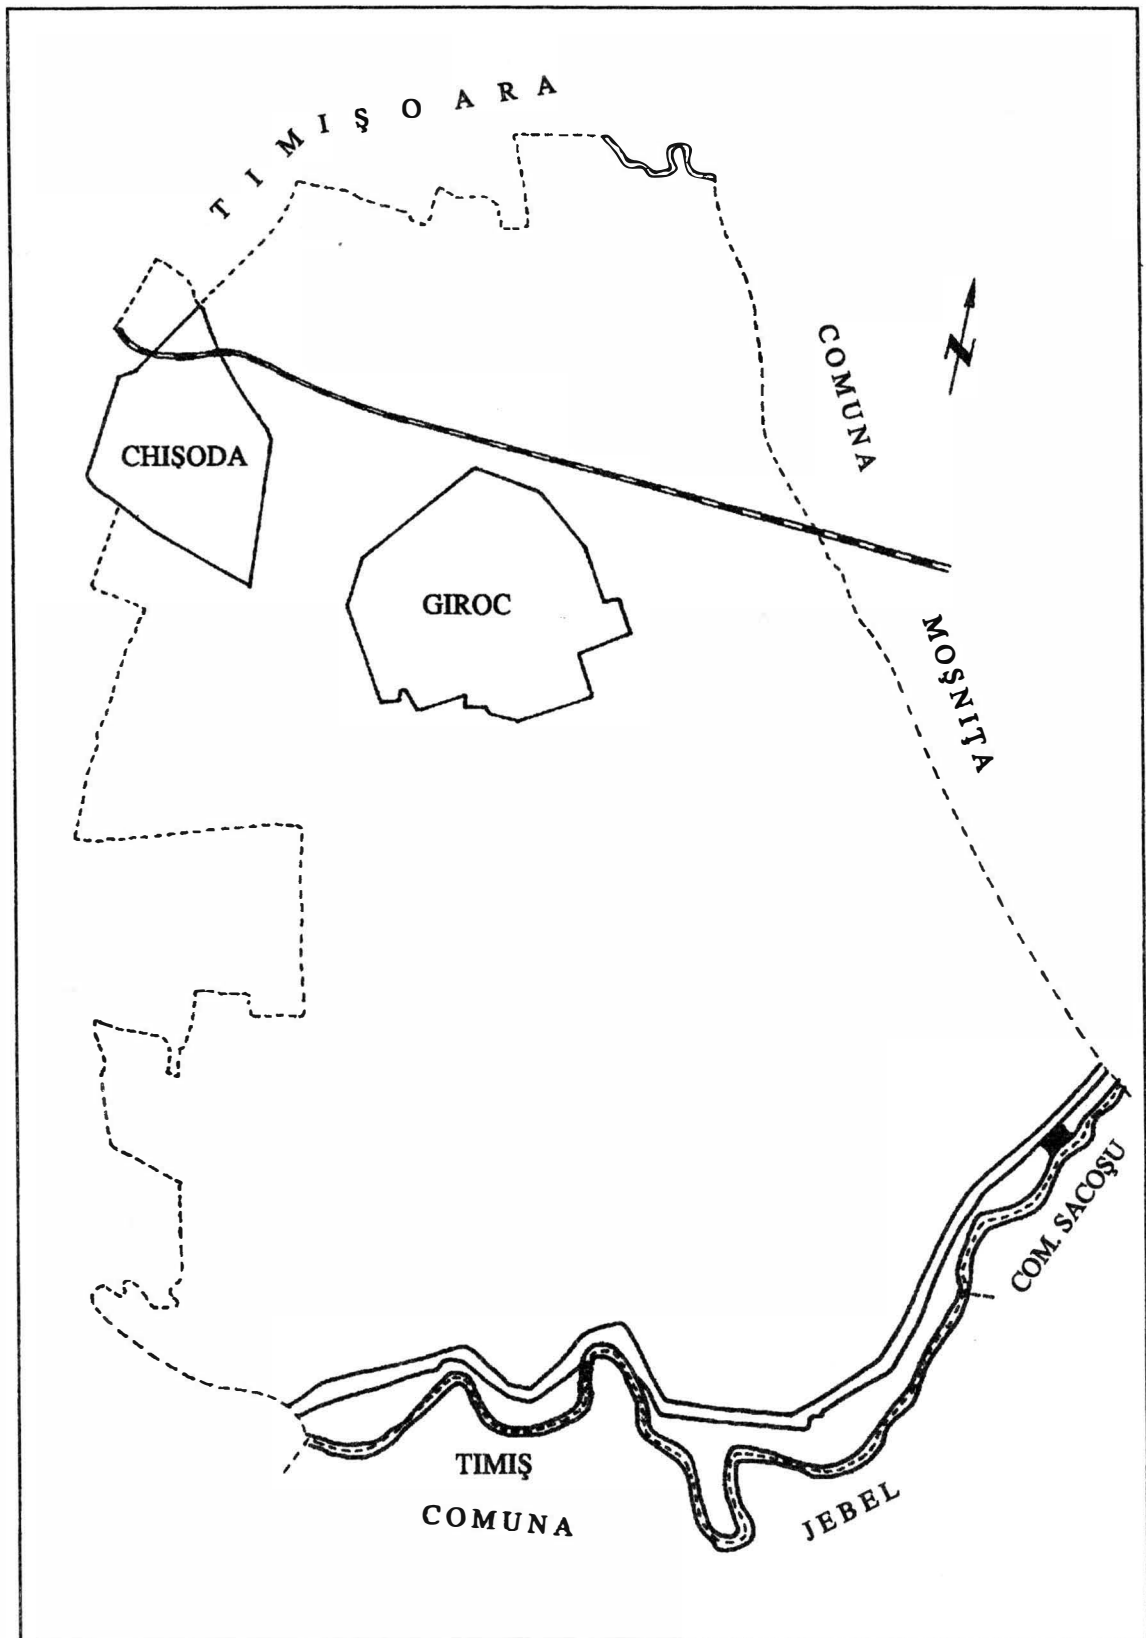 TIMIŞOARA
COMUNA
N
CHIŞODA
GIROC
MOŞNIŢA
COM. SACOŞU
TIMIŞ
COMUNA
JEBEL